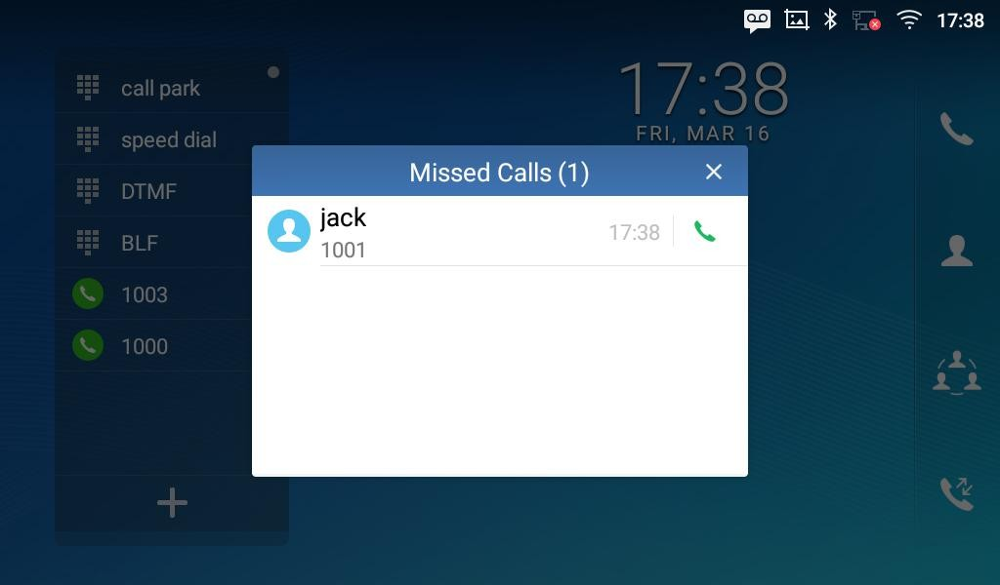 17:38
17:38
FRI, MAR 16
call park
speed dial
DTMF
BLF
1003
1000
Missed Calls (1)
jack
1001
17:38